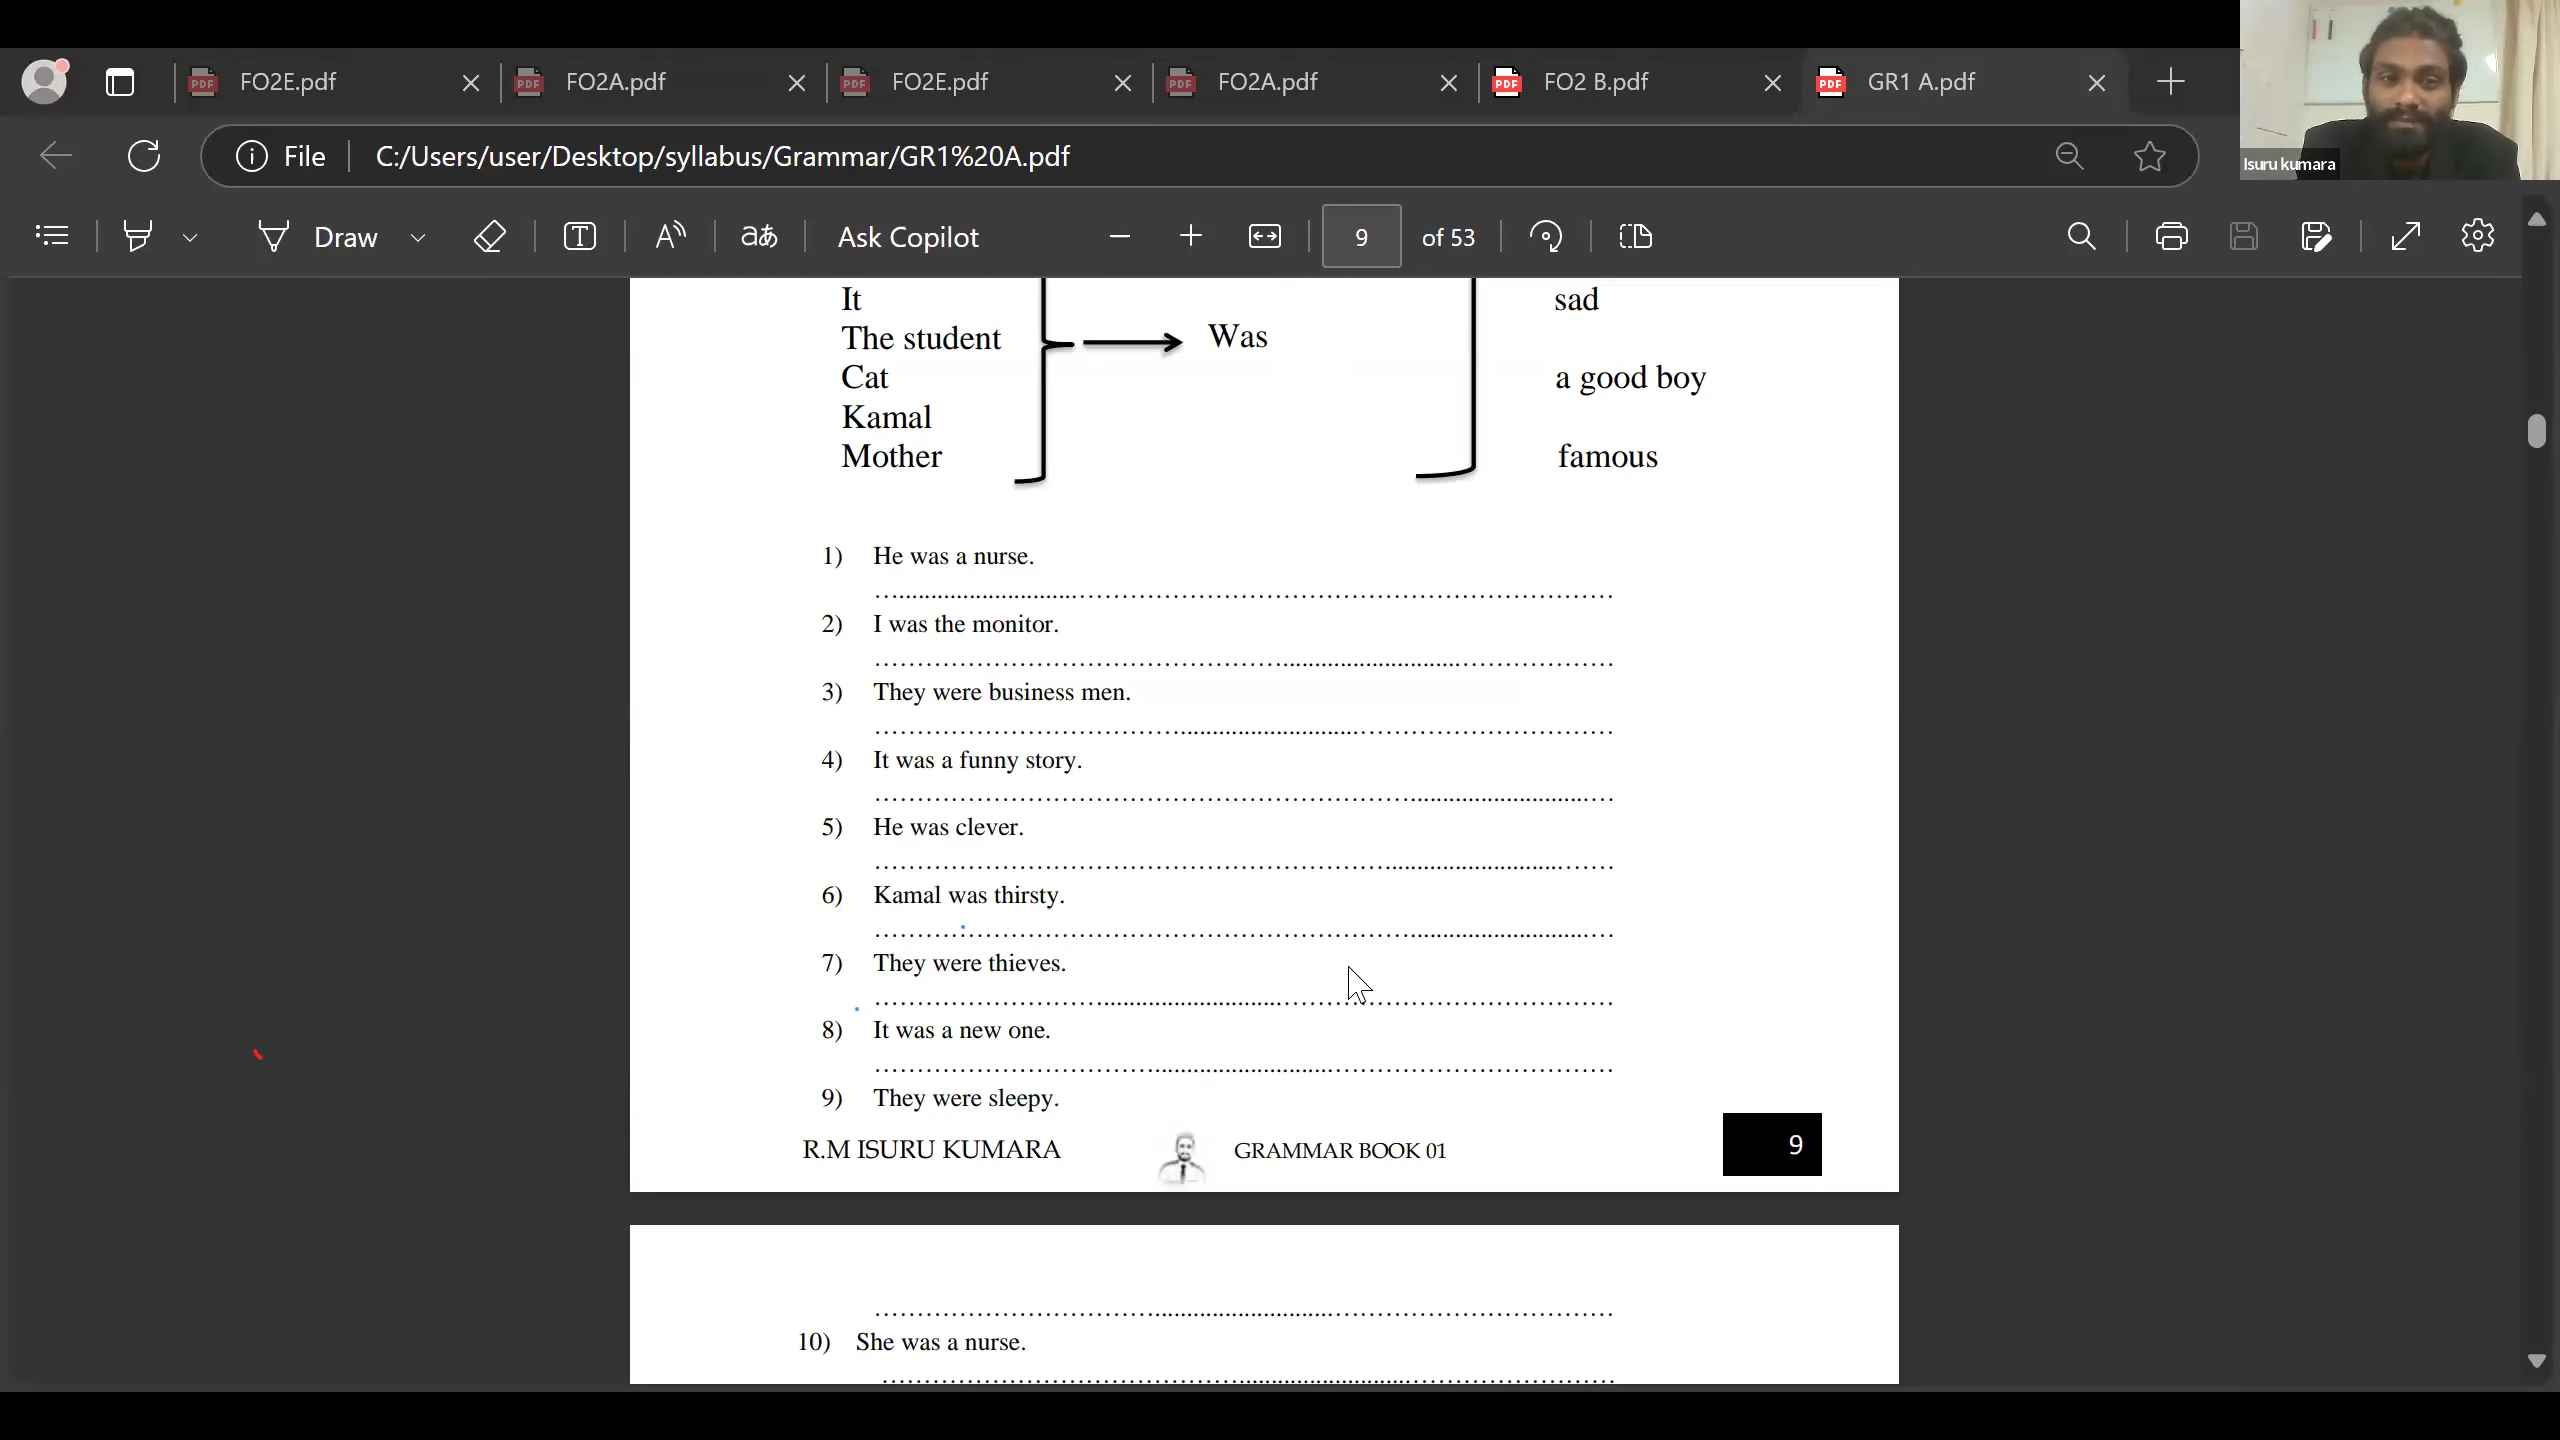 FO2E.pdf
FO2A.pdf
FO2E.pdf
FO2A.pdf
FO2 B.pdf
GR1 A.pdf
File C:/Users/user/Desktop/syllabus/Grammar/GR1%20A.pdf
Isuru kumara
Draw aあ Ask Copilot 9 of 53
It
The student
Cat
Kamal
Mother
Was
sad
a good boy
famous
1) He was a nurse.
2) I was the monitor.
3) They were business men.
4) It was a funny story.
5) He was clever.
6) Kamal was thirsty.
7) They were thieves.
8) It was a new one.
9) They were sleepy.
R.M ISURU KUMARA GRAMMAR BOOK 01 9
10) She was a nurse.